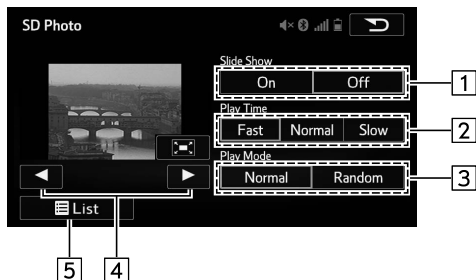 SD Photo
Slide Show
On Off
1
Play Time
Fast Normal Slow
2
Play Mode
Normal Random
3
List
5 4